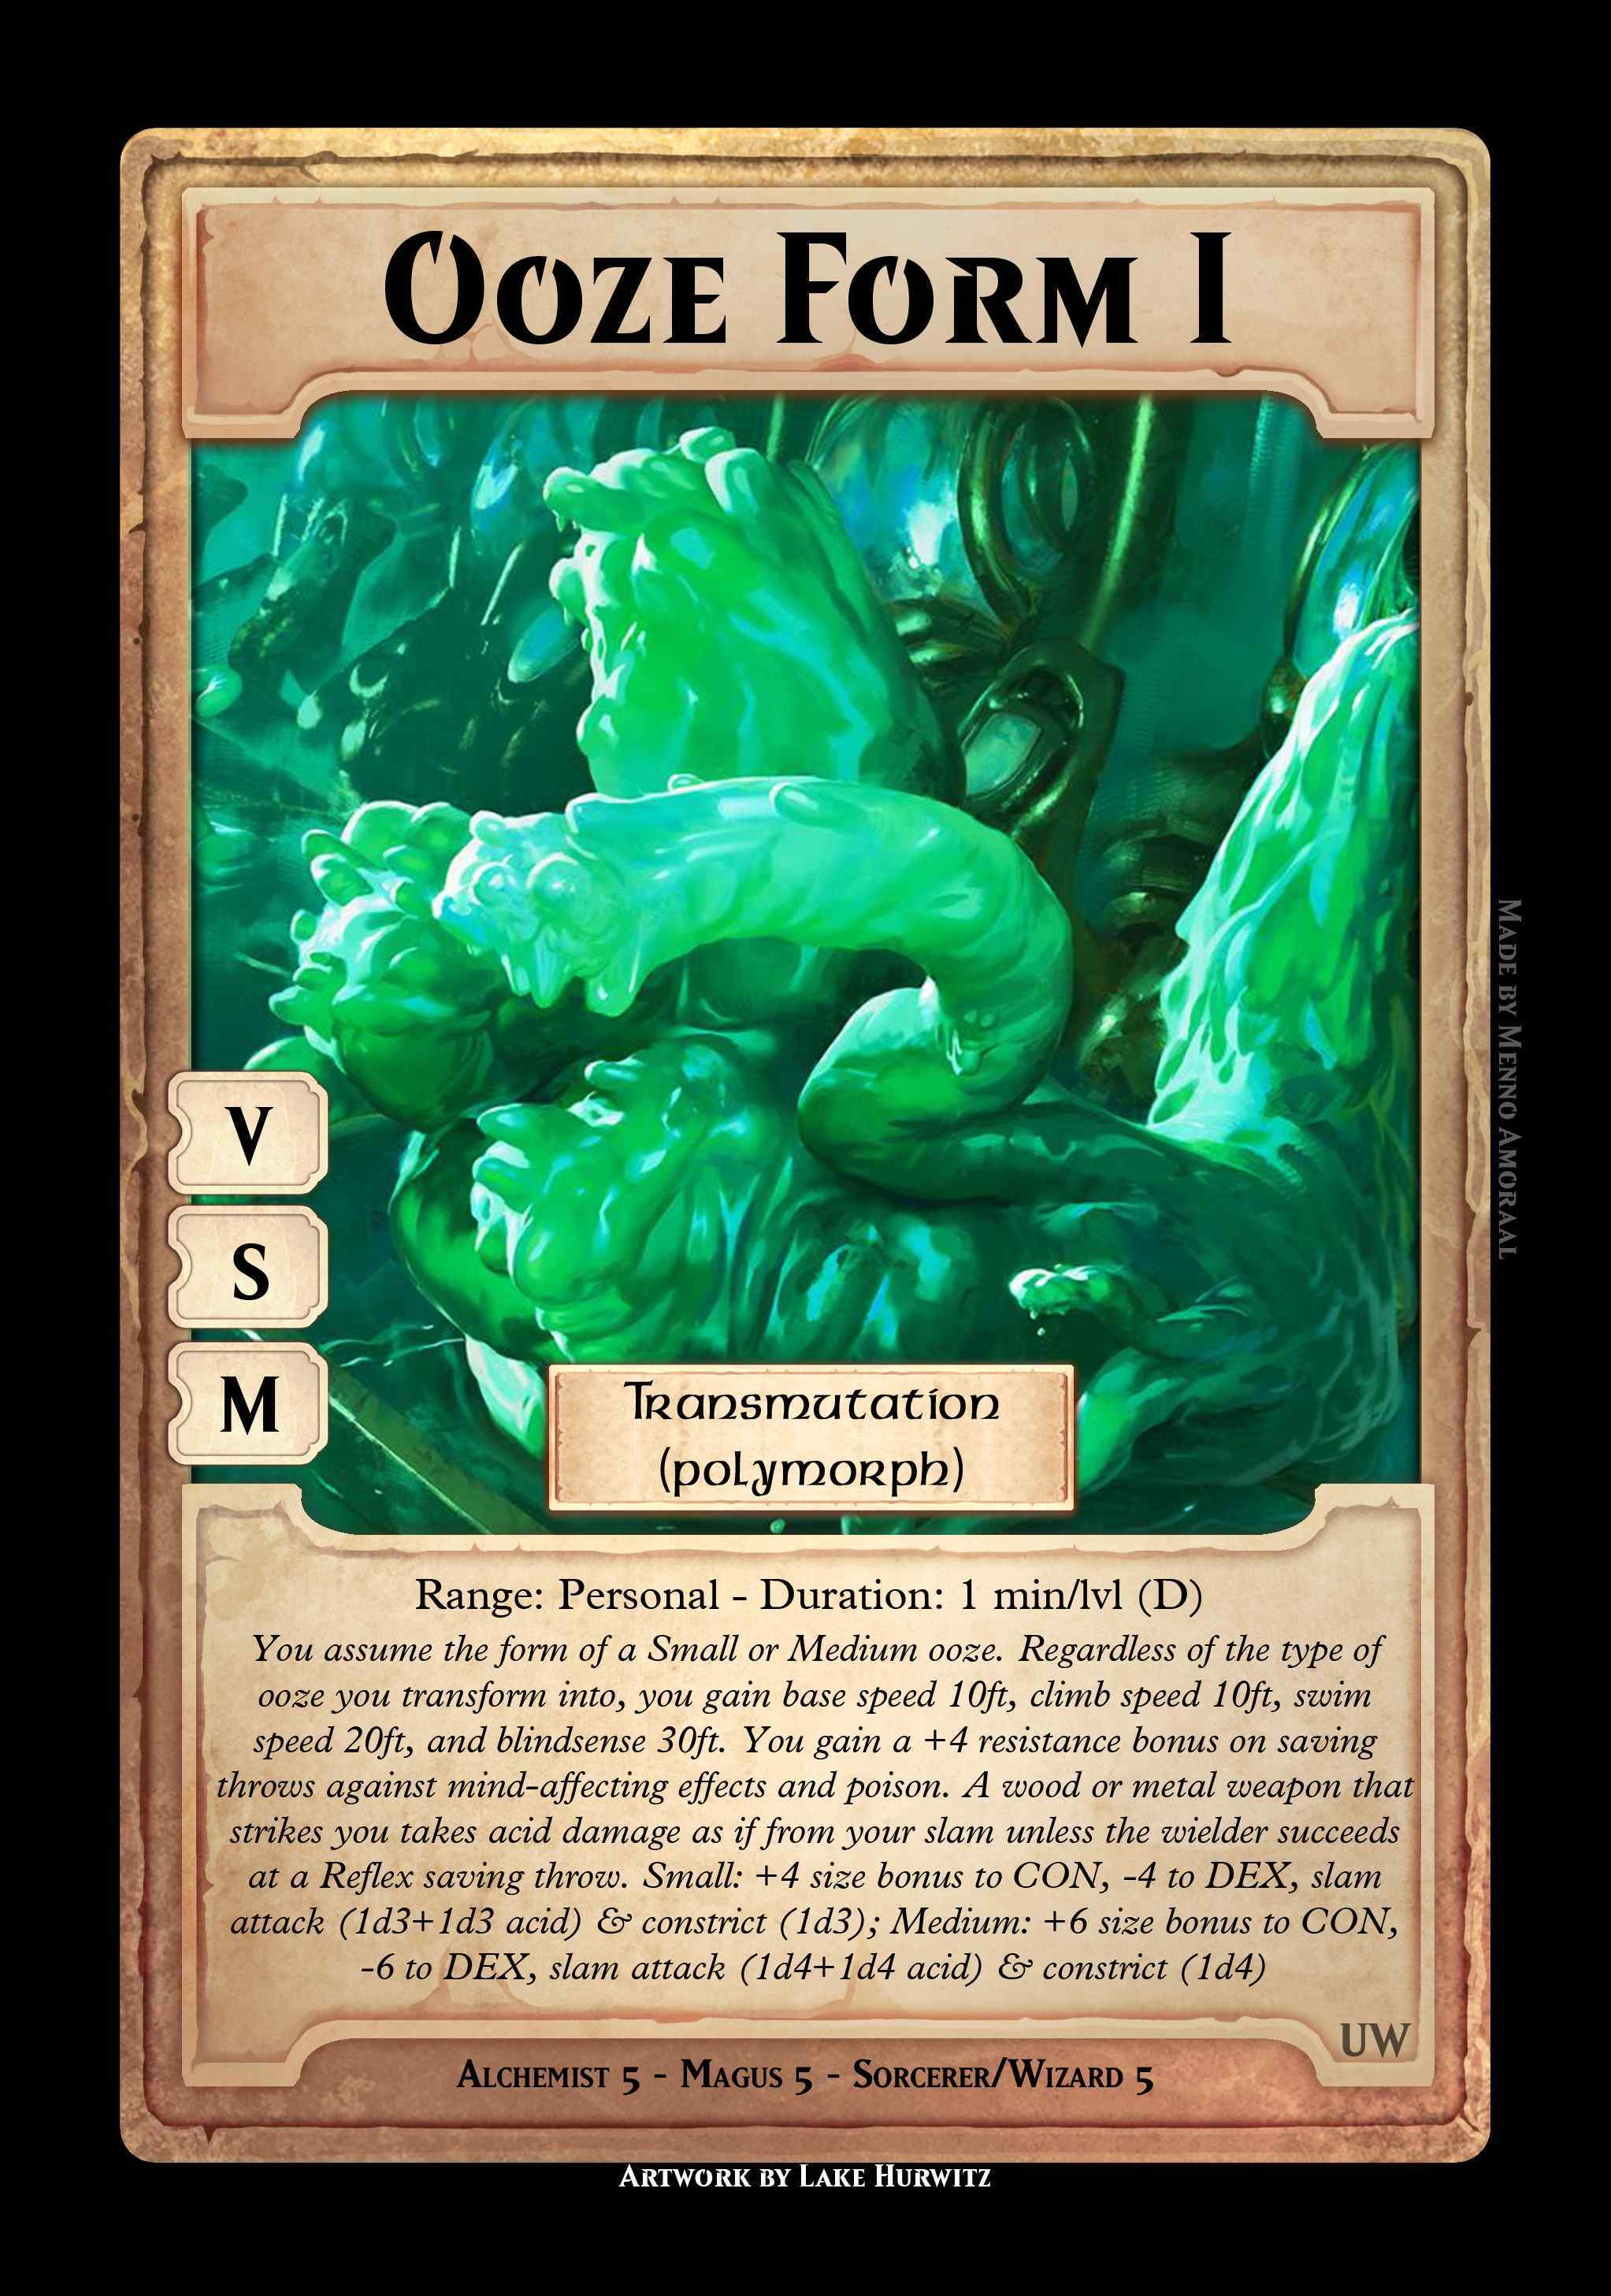 Ooze Form I
Made by Menno Amoraal
V
S
M
Transmutation
(polymorph)
Range: Personal - Duration: 1 min/lvl (D)
You assume the form of a Small or Medium ooze. Regardless of the type of
ooze you transform into, you gain base speed 10ft, climb speed 10ft, swim
speed 20ft, and blindsense 30ft. You gain a +4 resistance bonus on saving
throws against mind-affecting effects and poison. A wood or metal weapon that
strikes you takes acid damage as if from your slam unless the wielder succeeds
at a Reflex saving throw. Small: +4 size bonus to CON, -4 to DEX, slam
attack (1d3+1d3 acid) & constrict (1d3); Medium: +6 size bonus to CON,
-6 to DEX, slam attack (1d4+1d4 acid) & constrict (1d4)
UW
Alchemist 5 - Magus 5 - Sorcerer/Wizard 5
Artwork by Lake Hurwitz